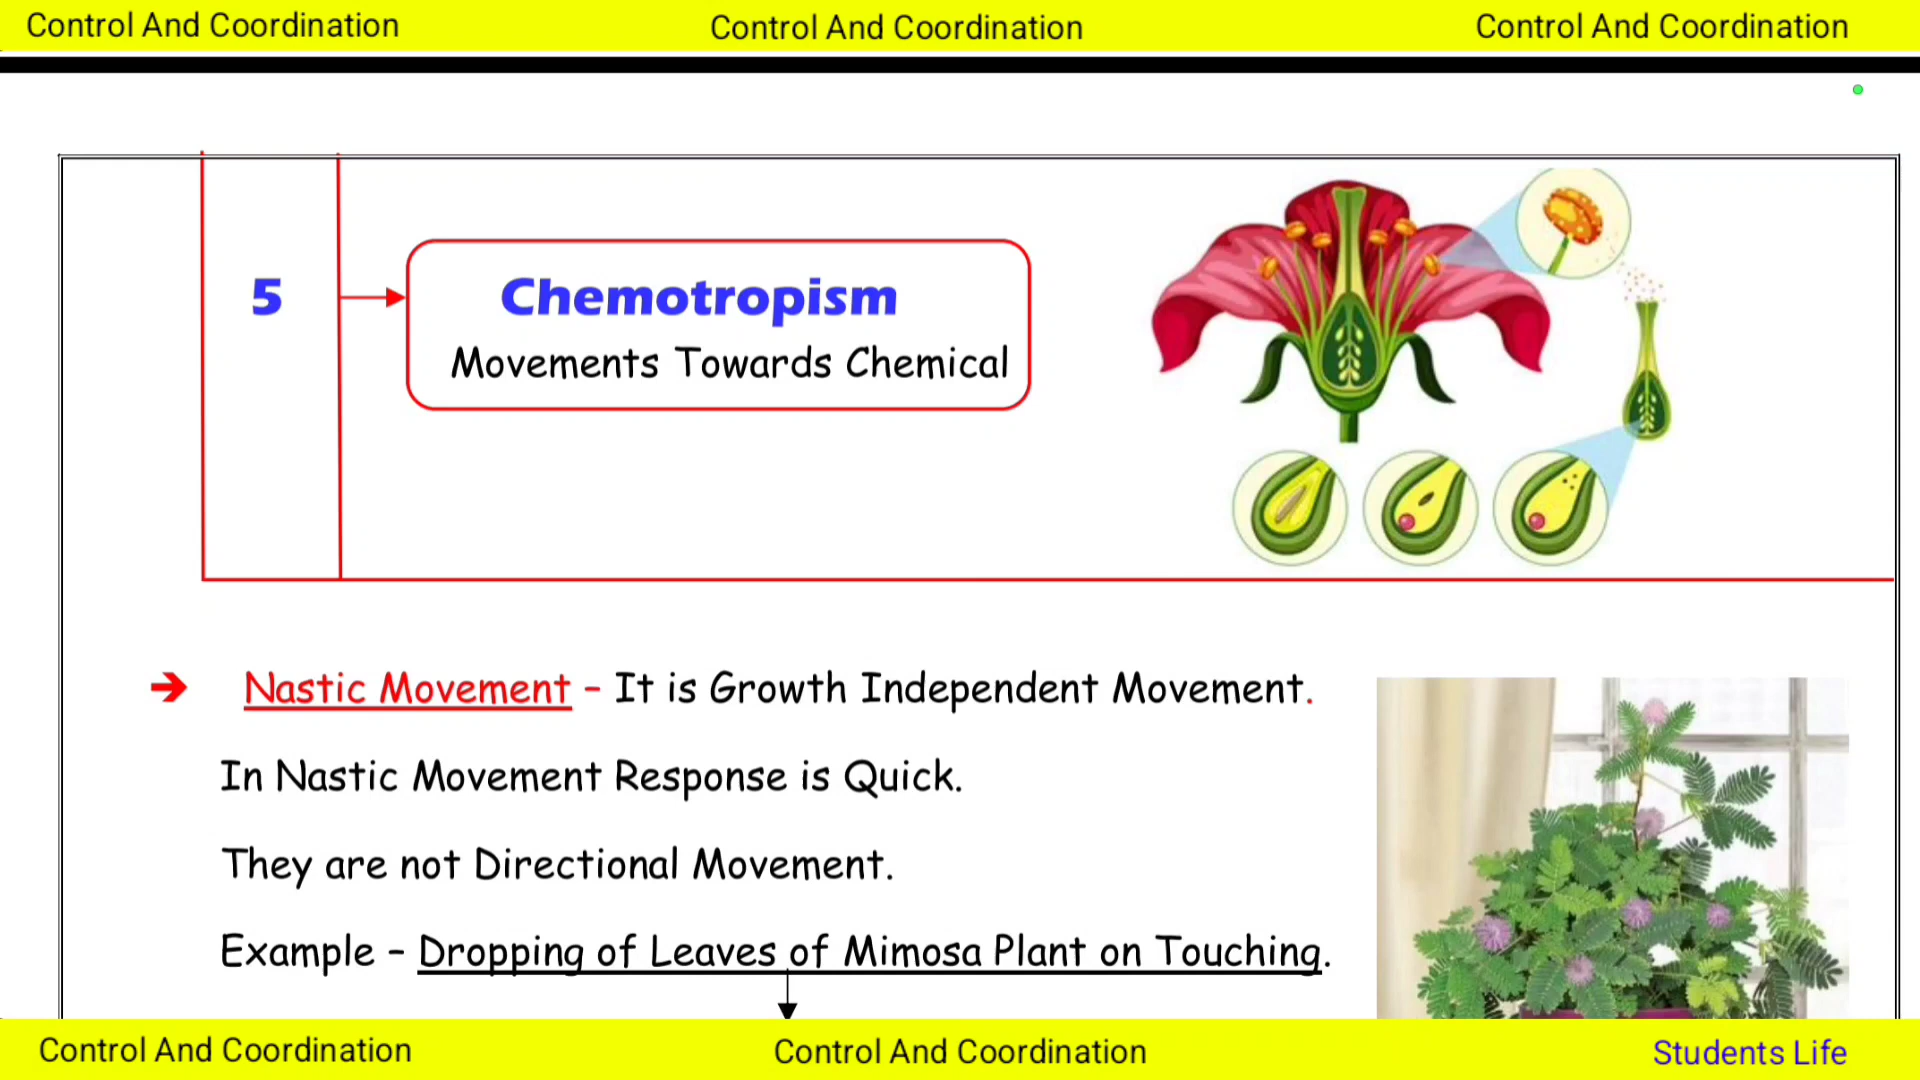 Control And Coordination
Control And Coordination
Control And Coordination
5
Chemotropism
Movements Towards Chemical
➔ Nastic Movement – It is Growth Independent Movement.
In Nastic Movement Response is Quick.
They are not Directional Movement.
Example – Dropping of Leaves of Mimosa Plant on Touching.
Control And Coordination
Control And Coordination
Students Life